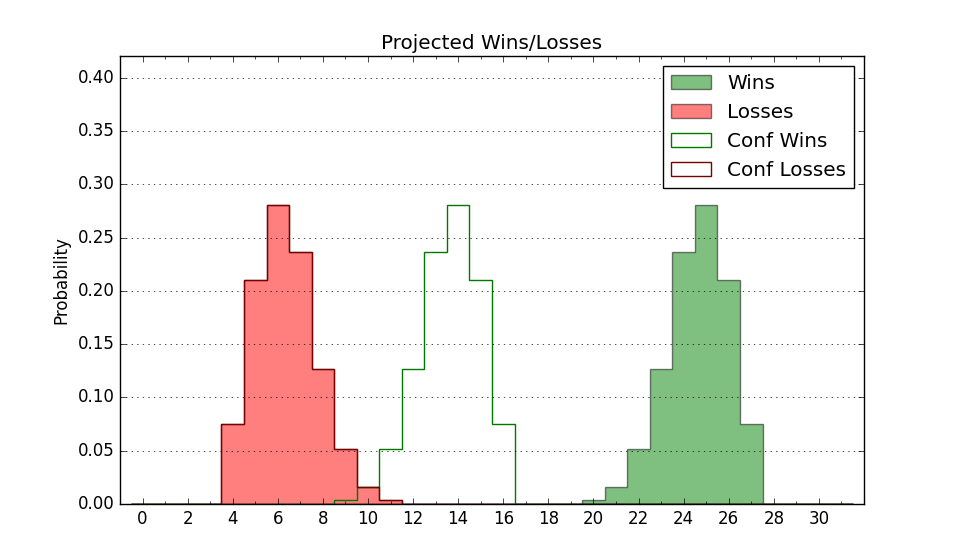 Projected Wins/Losses
Wins
Losses
Conf Wins
Conf Losses
Probability
0.40
0.35
0.30
0.25
0.20
0.15
0.10
0.05
0.00
0 2 4 6 8 10 12 14 16 18 20 22 24 26 28 30